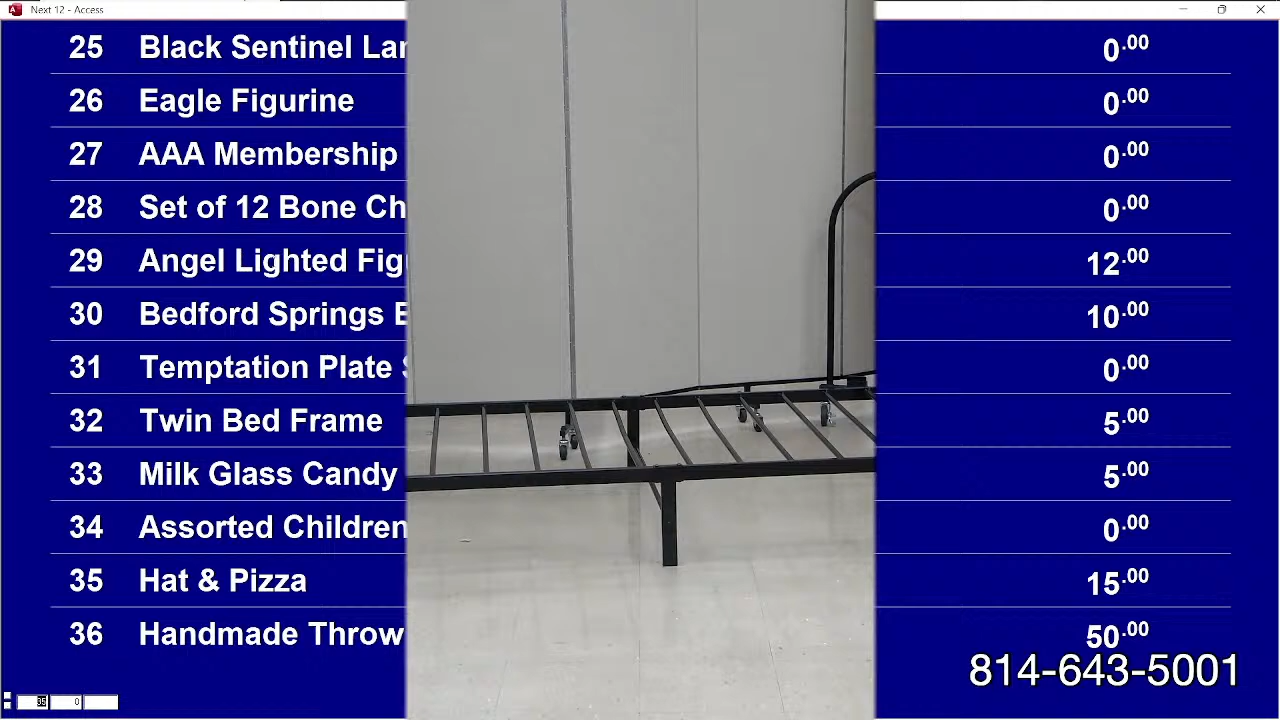 Next 12 - Access
25 Black Sentinel Lan 0.00
26 Eagle Figurine 0.00
27 AAA Membership 0.00
28 Set of 12 Bone Ch 0.00
29 Angel Lighted Fig 12.00
30 Bedford Springs 10.00
31 Temptation Plate 0.00
32 Twin Bed Frame 5.00
33 Milk Glass Candy 5.00
34 Assorted Children 0.00
35 Hat & Pizza 15.00
36 Handmade Throw 50.00
814-643-5001
35 0